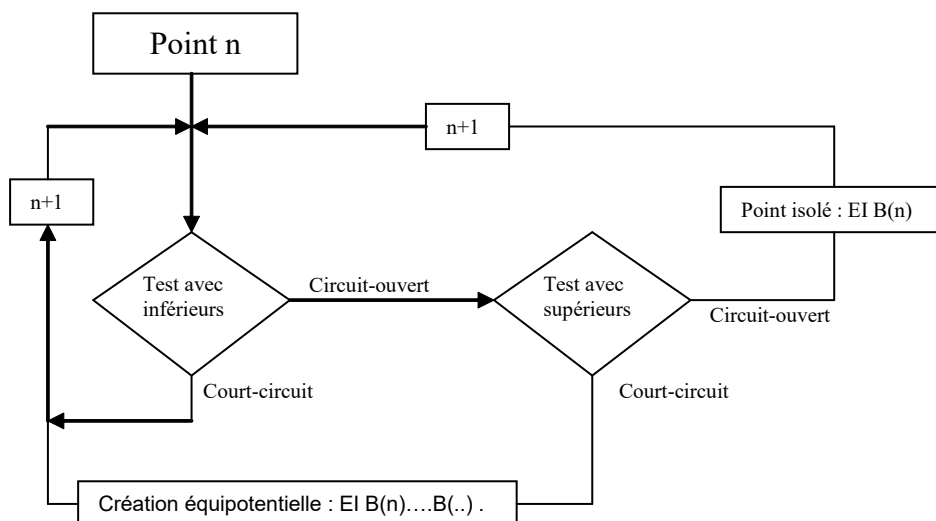 Point n
n+1
n+1
Point isolé : EI B(n)
Test avec
inférieurs
Circuit-ouvert
Test avec
supérieurs
Circuit-ouvert
Court-circuit
Court-circuit
Création équipotentielle : EI B(n)….B(..) .